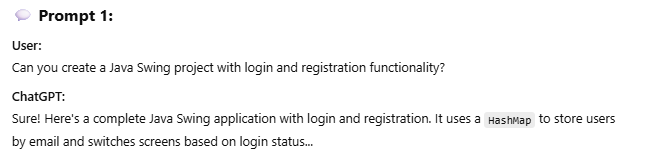 💬 Prompt 1:
User:
Can you create a Java Swing project with login and registration functionality?
ChatGPT:
Sure! Here's a complete Java Swing application with login and registration. It uses a HashMap to store users
by email and switches screens based on login status...